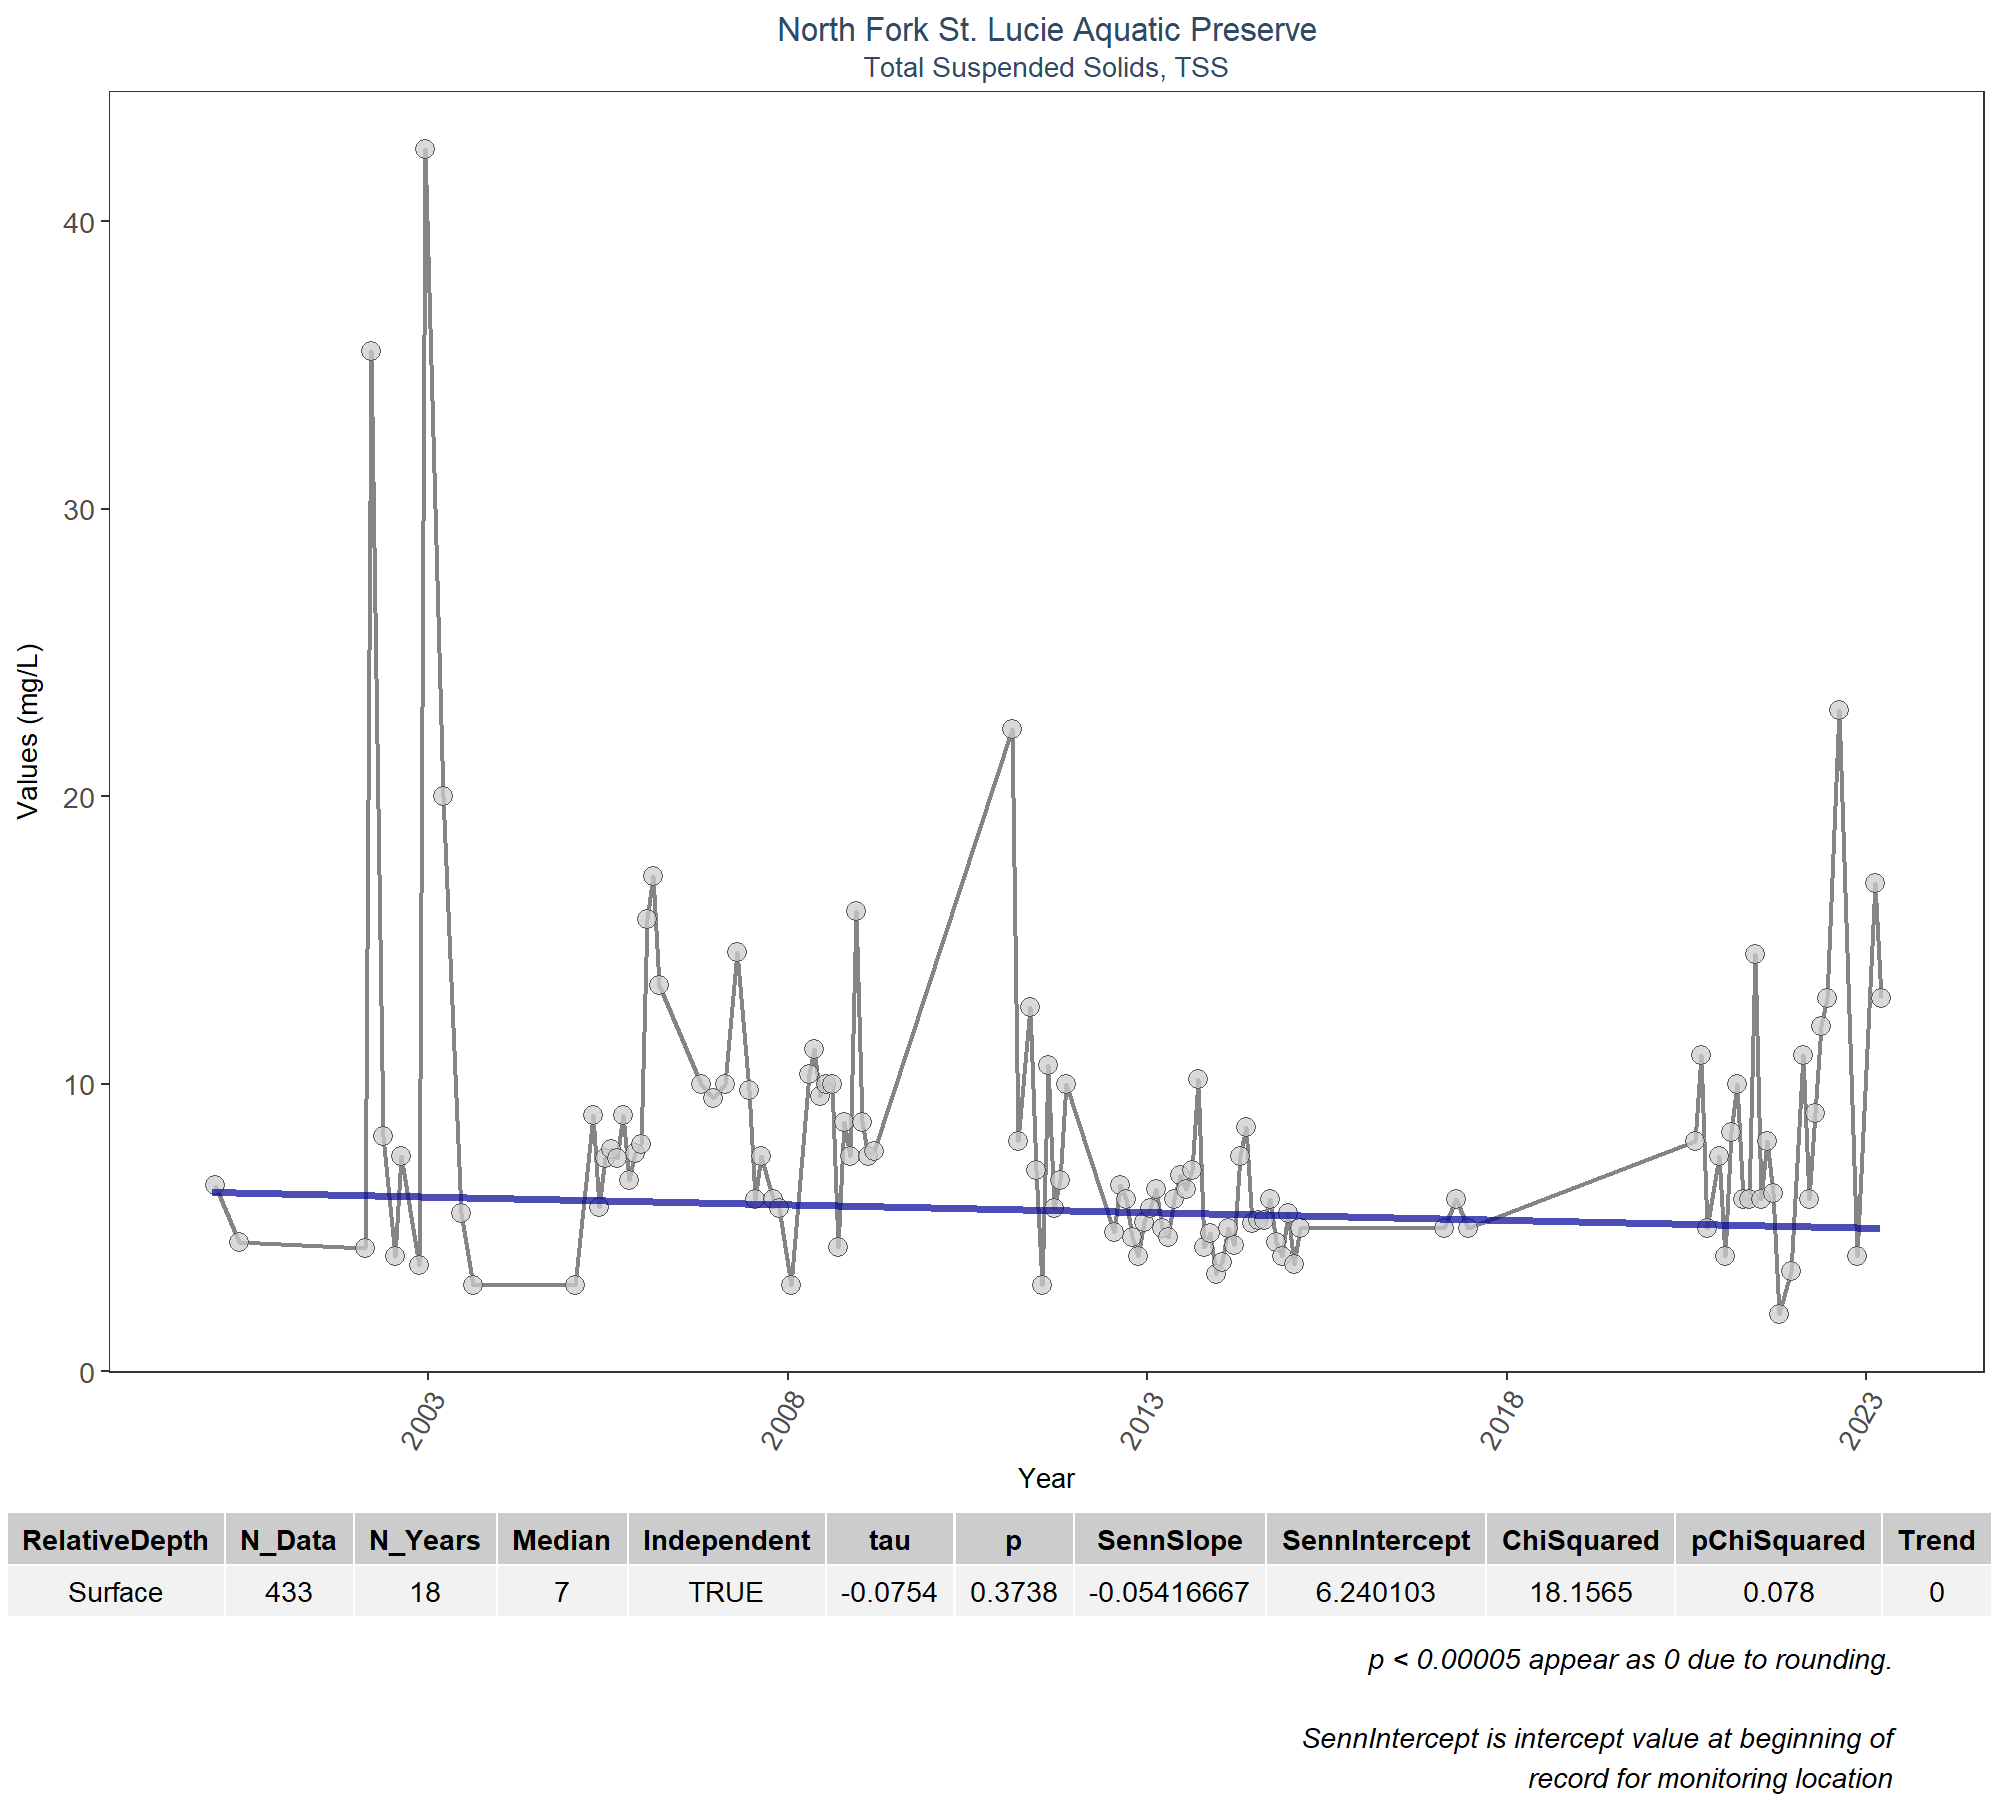 North Fork St. Lucie Aquatic Preserve
Total Suspended Solids, TSS
Values (mg/L)
40
30
20
10
0
2003 2008 2013 2018 2023
Year
RelativeDepth N_Data N_Years Median Independent tau p SennSlope SennIntercept ChiSquared pChiSquared Trend
Surface 433 18 7 TRUE -0.0754 0.3738 -0.05416667 6.240103 18.1565 0.078 0
p < 0.00005 appear as 0 due to rounding.
SennIntercept is intercept value at beginning of
record for monitoring location